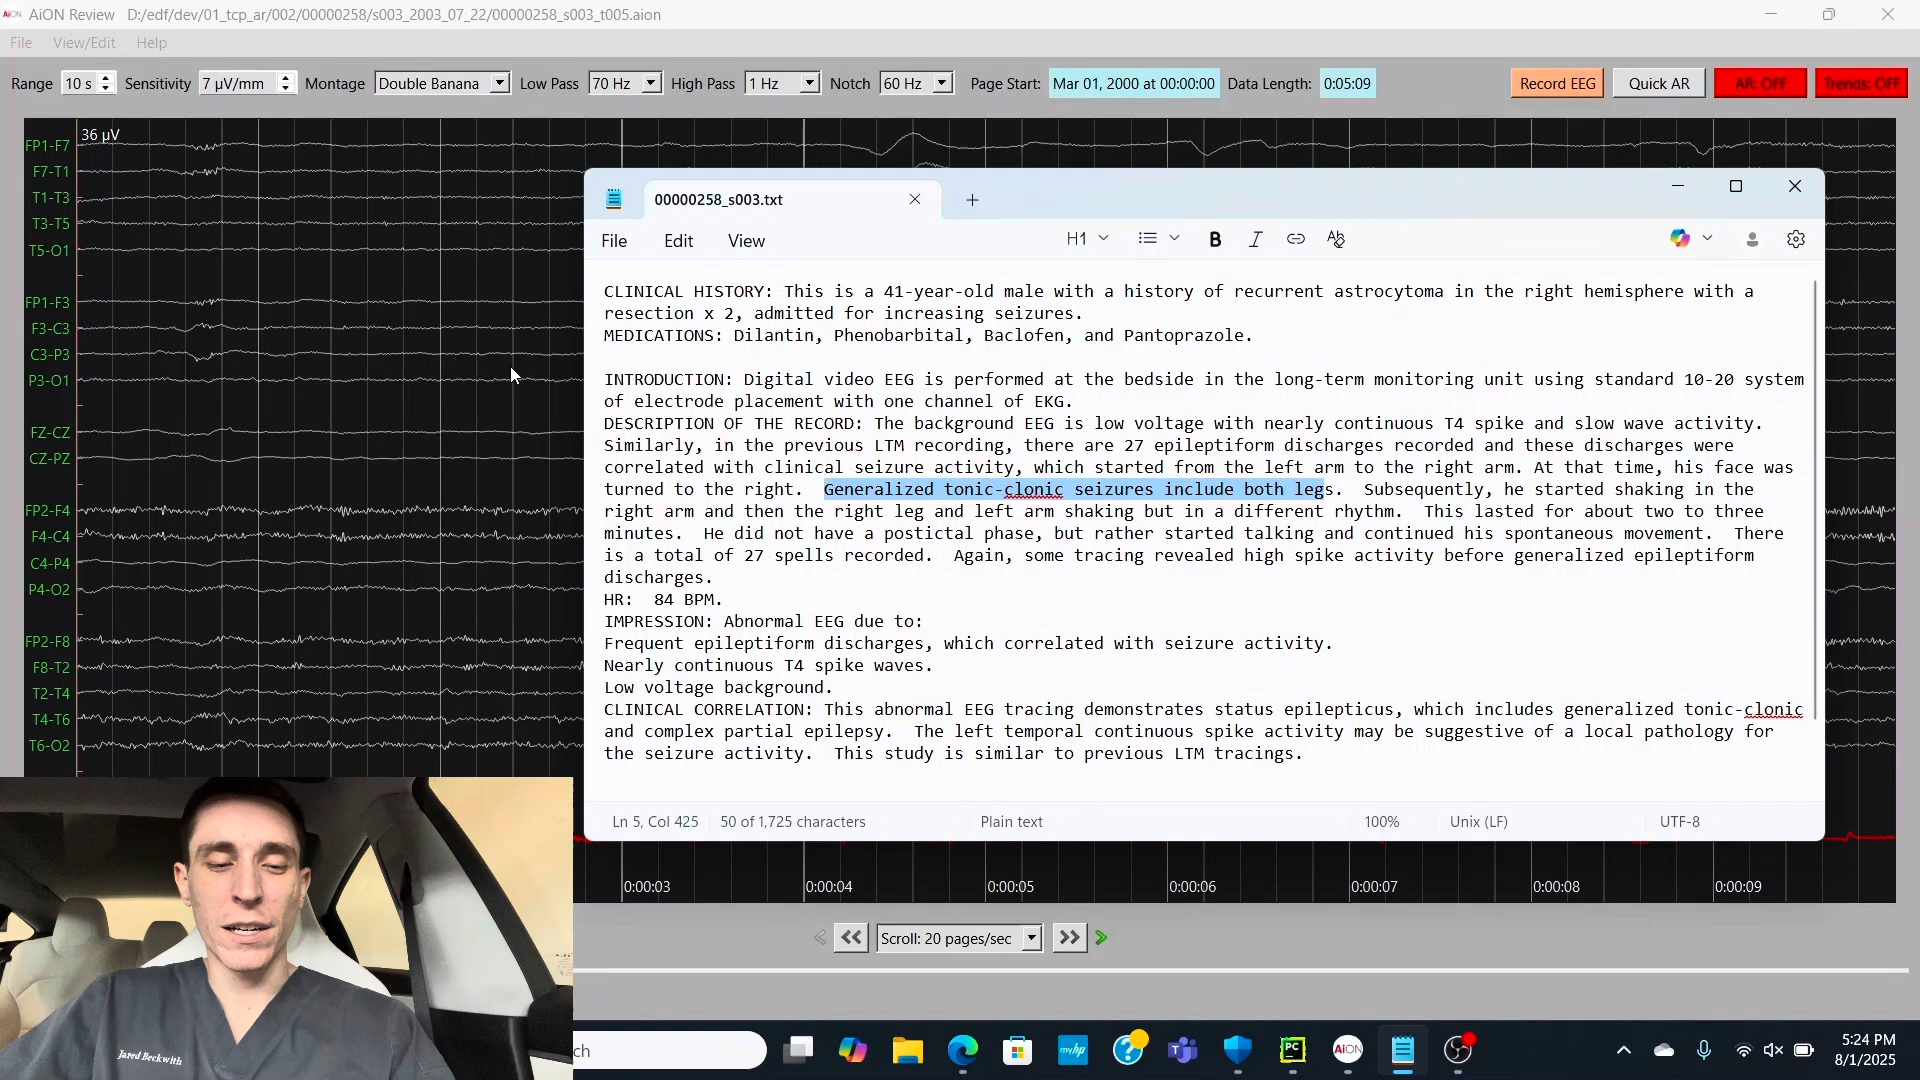 AiON AiON Review D:/edf/dev/01_tcp_ar/002/00000258/s003_2003_07_22/00000258_s003_t005.aion
File View/Edit Help
Range 10 s Sensitivity 7 µV/mm Montage Double Banana Low Pass 70 Hz High Pass 1 Hz Notch 60 Hz Page Start: Mar 01, 2000 at 00:00:00 Data Length: 0:05:09 Record EEG Quick AR AR: OFF Trends: OFF
36 µV
FP1-F7
F7-T1
T1-T3
T3-T5
T5-O1
FP1-F3
F3-C3
C3-P3
P3-O1
FZ-CZ
CZ-PZ
FP2-F4
F4-C4
C4-P4
P4-O2
FP2-F8
F8-T2
T2-T4
T4-T6
T6-O2
00000258_s003.txt
File Edit View H1
CLINICAL HISTORY: This is a 41-year-old male with a history of recurrent astrocytoma in the right hemisphere with a
resection x 2, admitted for increasing seizures.
MEDICATIONS: Dilantin, Phenobarbital, Baclofen, and Pantoprazole.
INTRODUCTION: Digital video EEG is performed at the bedside in the long-term monitoring unit using standard 10-20 system
of electrode placement with one channel of EKG.
DESCRIPTION OF THE RECORD: The background EEG is low voltage with nearly continuous T4 spike and slow wave activity.
Similarly, in the previous LTM recording, there are 27 epileptiform discharges recorded and these discharges were
correlated with clinical seizure activity, which started from the left arm to the right arm. At that time, his face was
turned to the right. Generalized tonic-clonic seizures include both legs. Subsequently, he started shaking in the
right arm and then the right leg and left arm shaking but in a different rhythm. This lasted for about two to three
minutes. He did not have a postictal phase, but rather started talking and continued his spontaneous movement. There
is a total of 27 spells recorded. Again, some tracing revealed high spike activity before generalized epileptiform
discharges.
HR: 84 BPM.
IMPRESSION: Abnormal EEG due to:
Frequent epileptiform discharges, which correlated with seizure activity.
Nearly continuous T4 spike waves.
Low voltage background.
CLINICAL CORRELATION: This abnormal EEG tracing demonstrates status epilepticus, which includes generalized tonic-clonic
and complex partial epilepsy. The left temporal continuous spike activity may be suggestive of a local pathology for
the seizure activity. This study is similar to previous LTM tracings.
Ln 5, Col 425 50 of 1,725 characters Plain text 100% Unix (LF) UTF-8
0:00:03 0:00:04 0:00:05 0:00:06 0:00:07 0:00:08 0:00:09
Scroll: 20 pages/sec
Jared Beckwith
ch myhp PC AiON
5:24 PM
8/1/2025